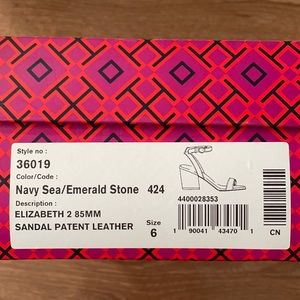 Style no :
36019
Color/Code :
Navy Sea/Emerald Stone 424
Description :
ELIZABETH 2 85MM
SANDAL PATENT LEATHER
Size
6
4400028353
1 90041 43470 1
CN